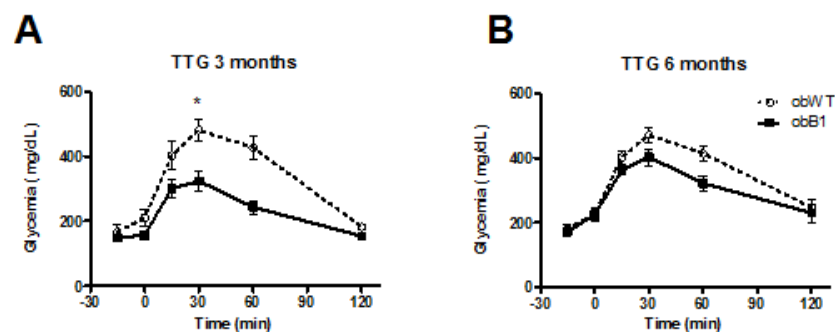 A
TTG 3 months
*
600
400
200
0
Glycemia ( mg/dL)
-30 0 30 60 90 120
Time (min)
B
TTG 6 months
obWT
obB1
600
400
200
0
Glycemia ( mg/dL)
-30 0 30 60 90 120
Time (min)